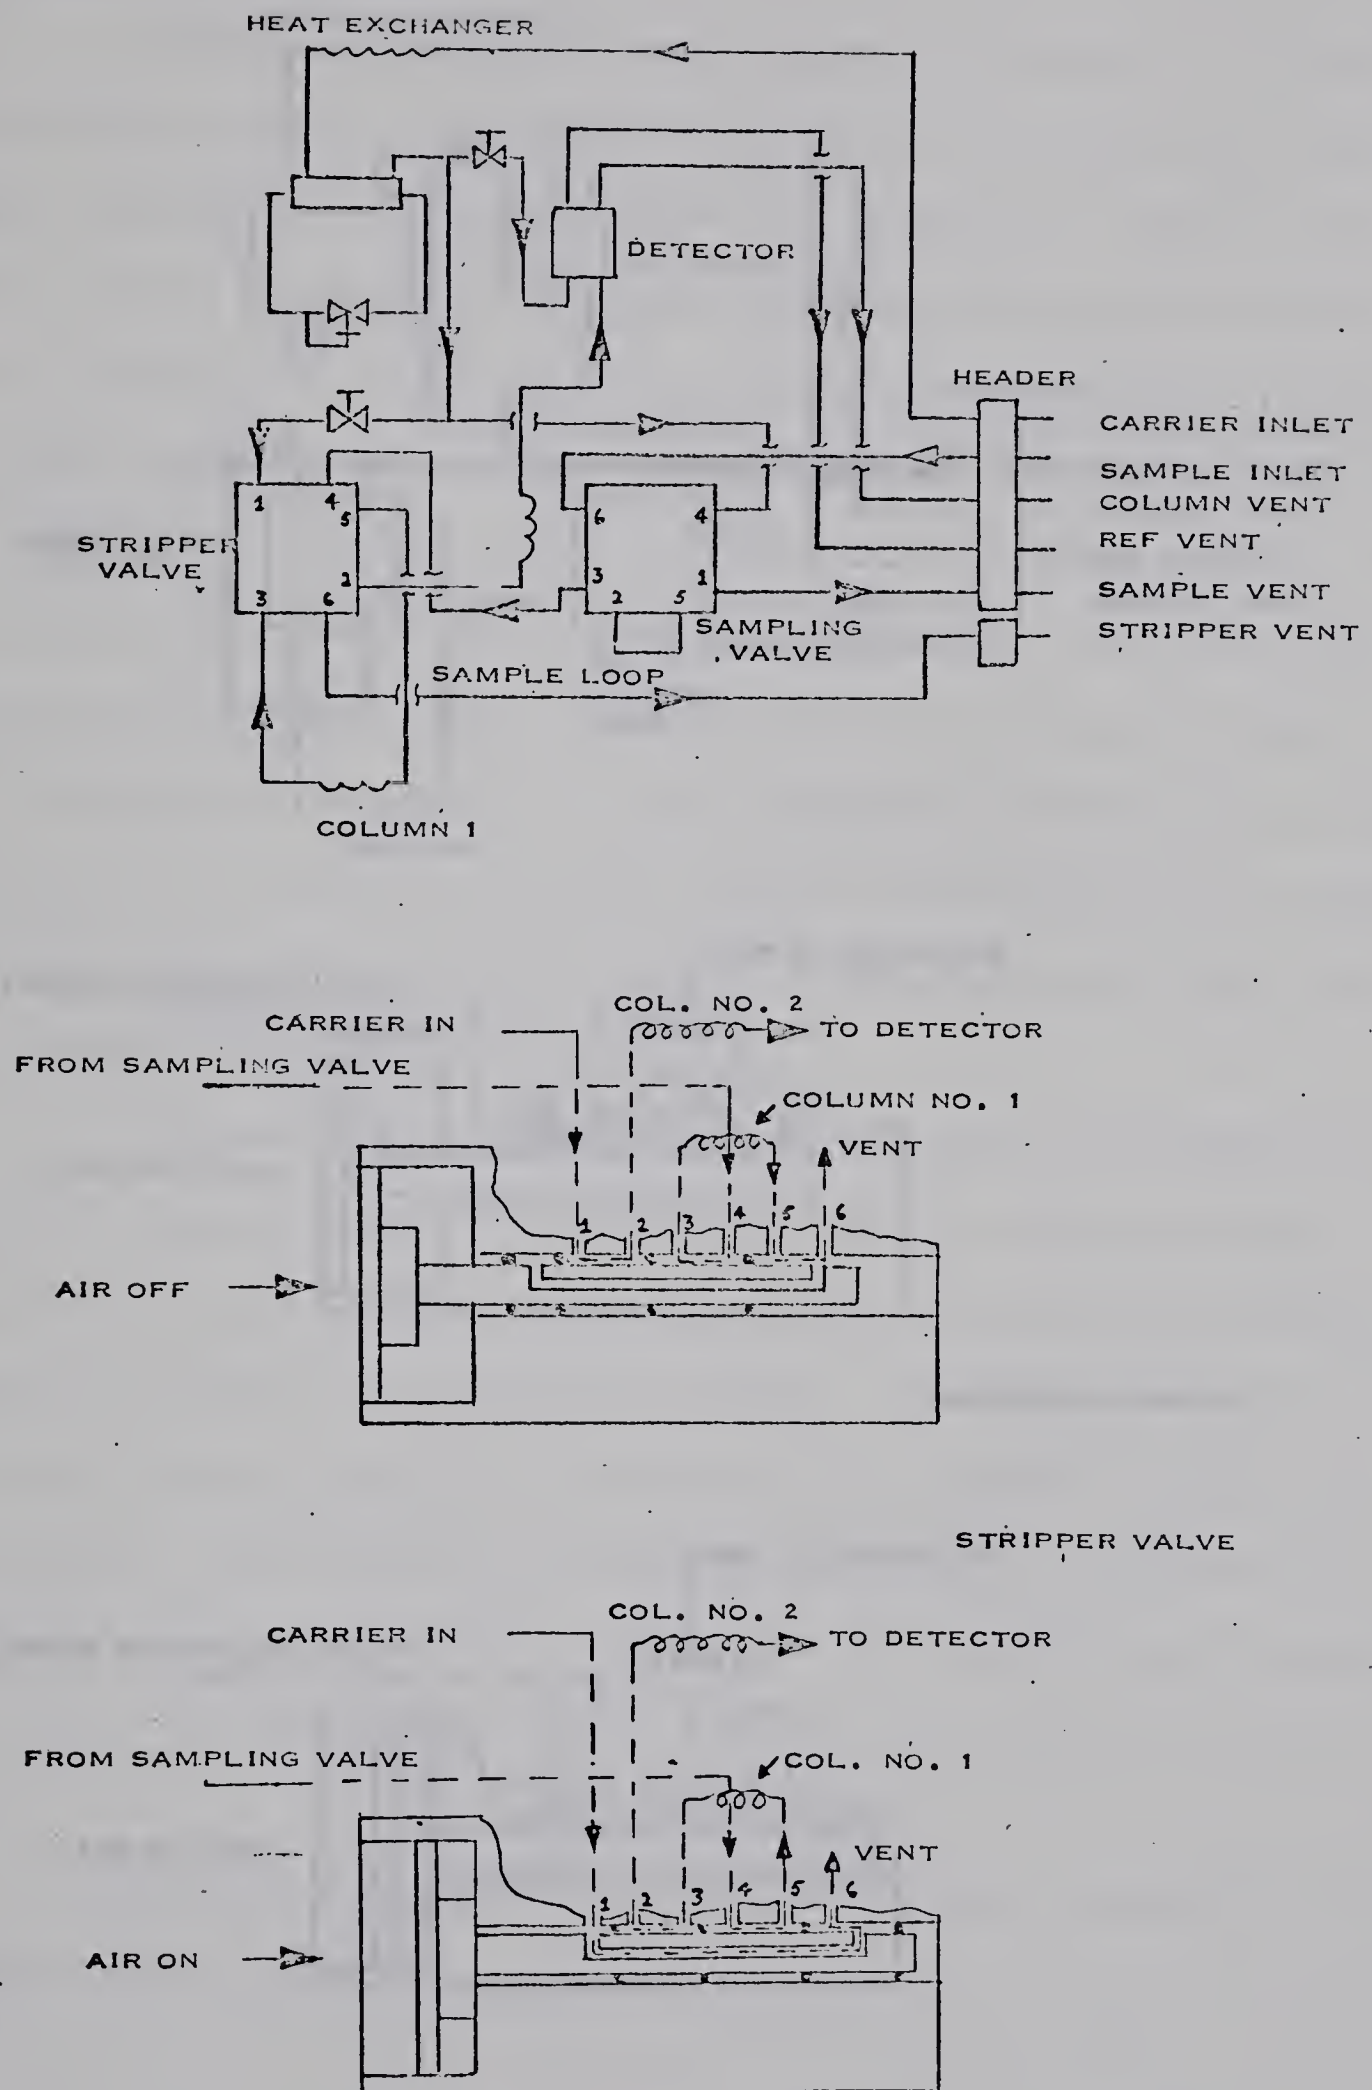 HEAT EXCHANGER
DETECTOR
HEADER
CARRIER INLET
SAMPLE INLET
COLUMN VENT
REF VENT
SAMPLE VENT
STRIPPER VENT
1 4
5
2
3 6
STRIPPER
VALVE
6 4
3 1
2 5
SAMPLING
VALVE
SAMPLE LOOP
COLUMN 1
COL. NO. 2
CARRIER IN
TO DETECTOR
FROM SAMPLING VALVE
COLUMN NO. 1
VENT
1 2 3 4 5 6
AIR OFF
STRIPPER VALVE
COL. NO. 2
CARRIER IN
TO DETECTOR
FROM SAMPLING VALVE
COL. NO. 1
VENT
1 2 3 4 5 6
AIR ON